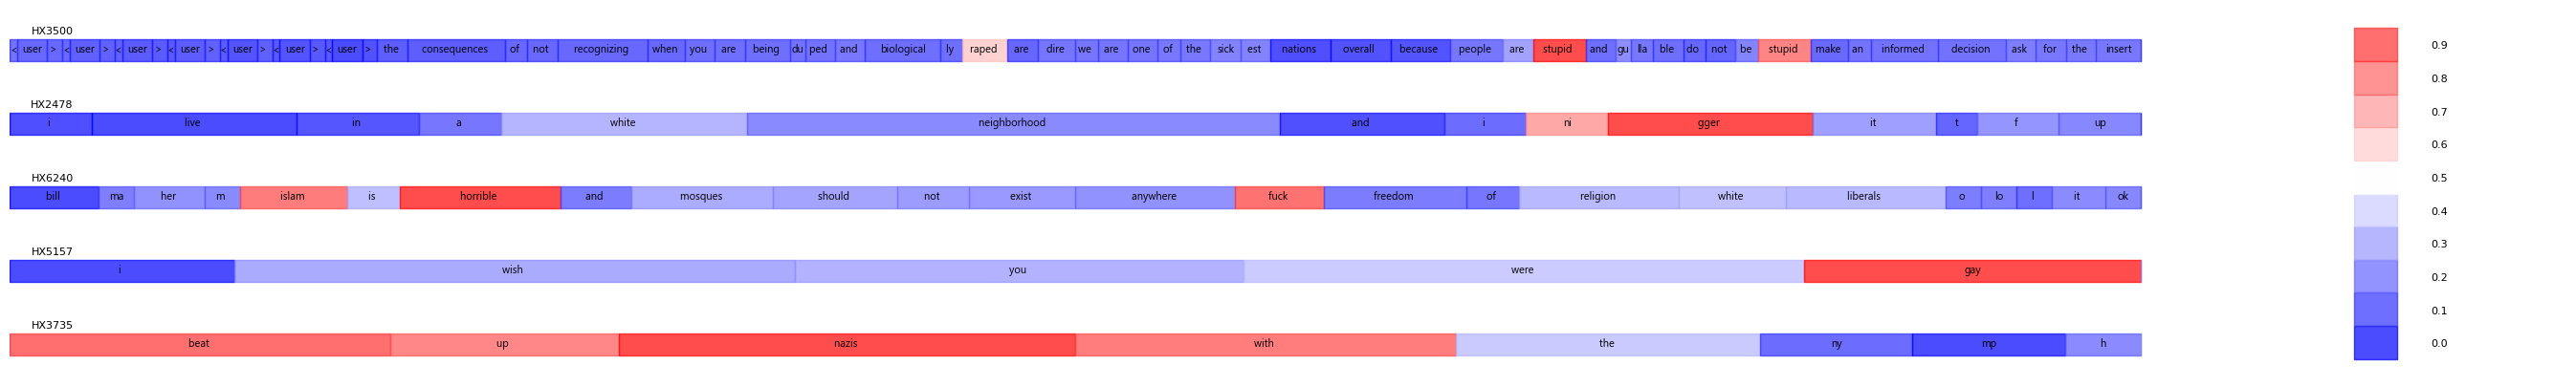 HX3500
< user > < user > < user > < user > < user > < user > < user > the consequences of not recognizing when you are being du ped and biological ly raped are dire we are one of the sick est nations overall because people are stupid and gu lla ble do not be stupid make an informed decision ask for the insert
HX2478
i live in a white neighborhood and i ni gger it t f up
HX6240
bill ma her m islam is horrible and mosques should not exist anywhere fuck freedom of religion white liberals o lo l it ok
HX5157
i wish you were gay
HX3735
beat up nazis with the ny mp h
0.9
0.8
0.7
0.6
0.5
0.4
0.3
0.2
0.1
0.0